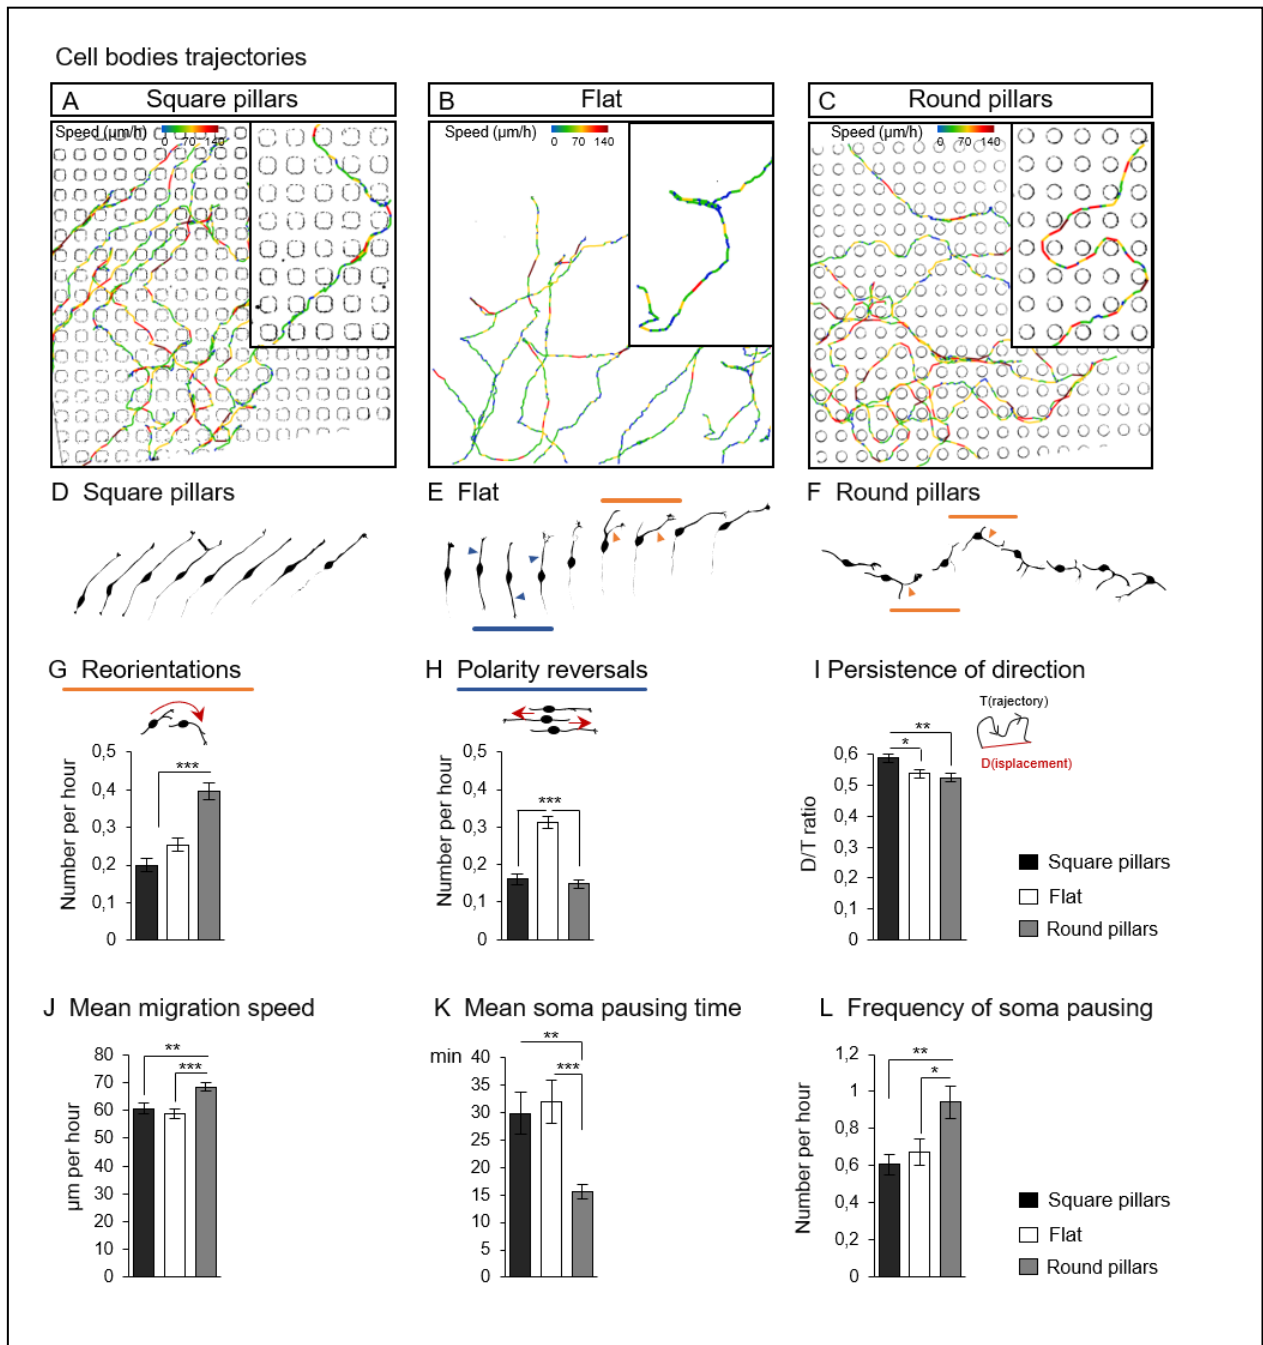 Cell bodies trajectories
A Square pillars
B Flat
C Round pillars
Speed (µm/h)
0 70 140
Speed (µm/h)
0 70 140
Speed (µm/h)
0 70 140
D Square pillars
E Flat
F Round pillars
G Reorientations
H Polarity reversals
I Persistence of direction
T(rajectory)
D(isplacement)
Number per hour
0,5
0,4
0,3
0,2
0,1
0
***
Number per hour
0,5
0,4
0,3
0,2
0,1
0
***
D/T ratio
0,6
0,5
0,4
0,3
0,2
0,1
0
**
*
Square pillars
Flat
Round pillars
J Mean migration speed
K Mean soma pausing time
L Frequency of soma pausing
µm per hour
80
70
60
50
40
30
20
10
0
**
***
min
40
35
30
25
20
15
10
5
0
**
***
Number per hour
1,2
1
0,8
0,6
0,4
0,2
0
**
*
Square pillars
Flat
Round pillars